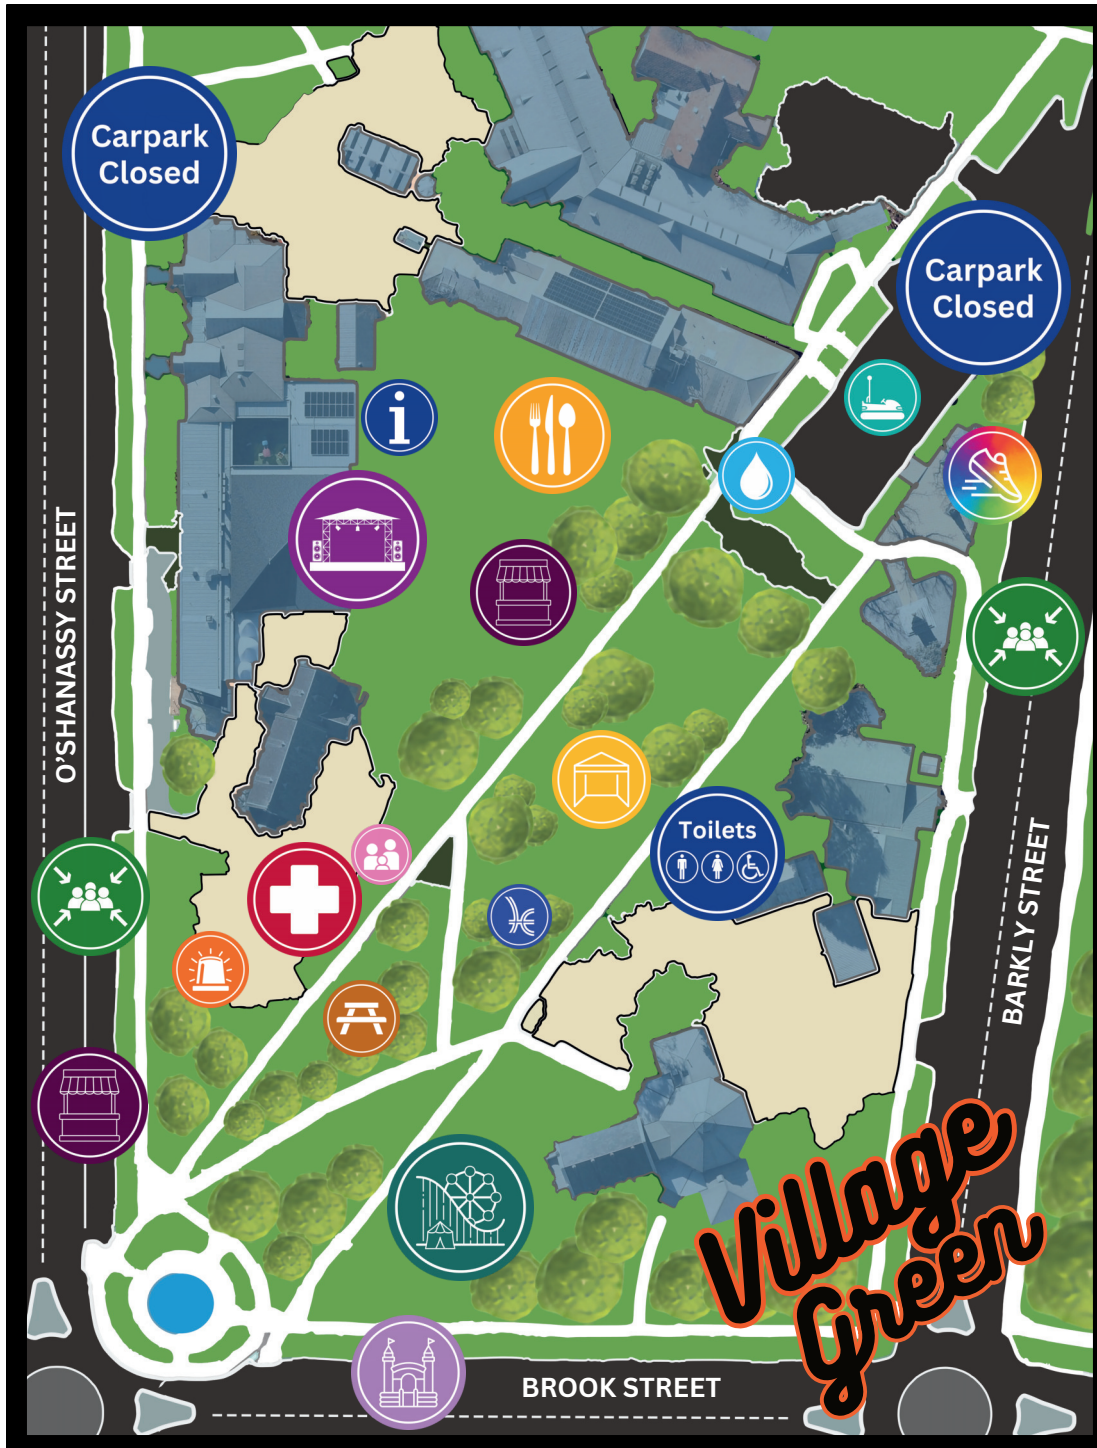 Carpark
Closed
Carpark
Closed
O'SHANASSY STREET
Toilets
BARKLY STREET
Village
Green
BROOK STREET